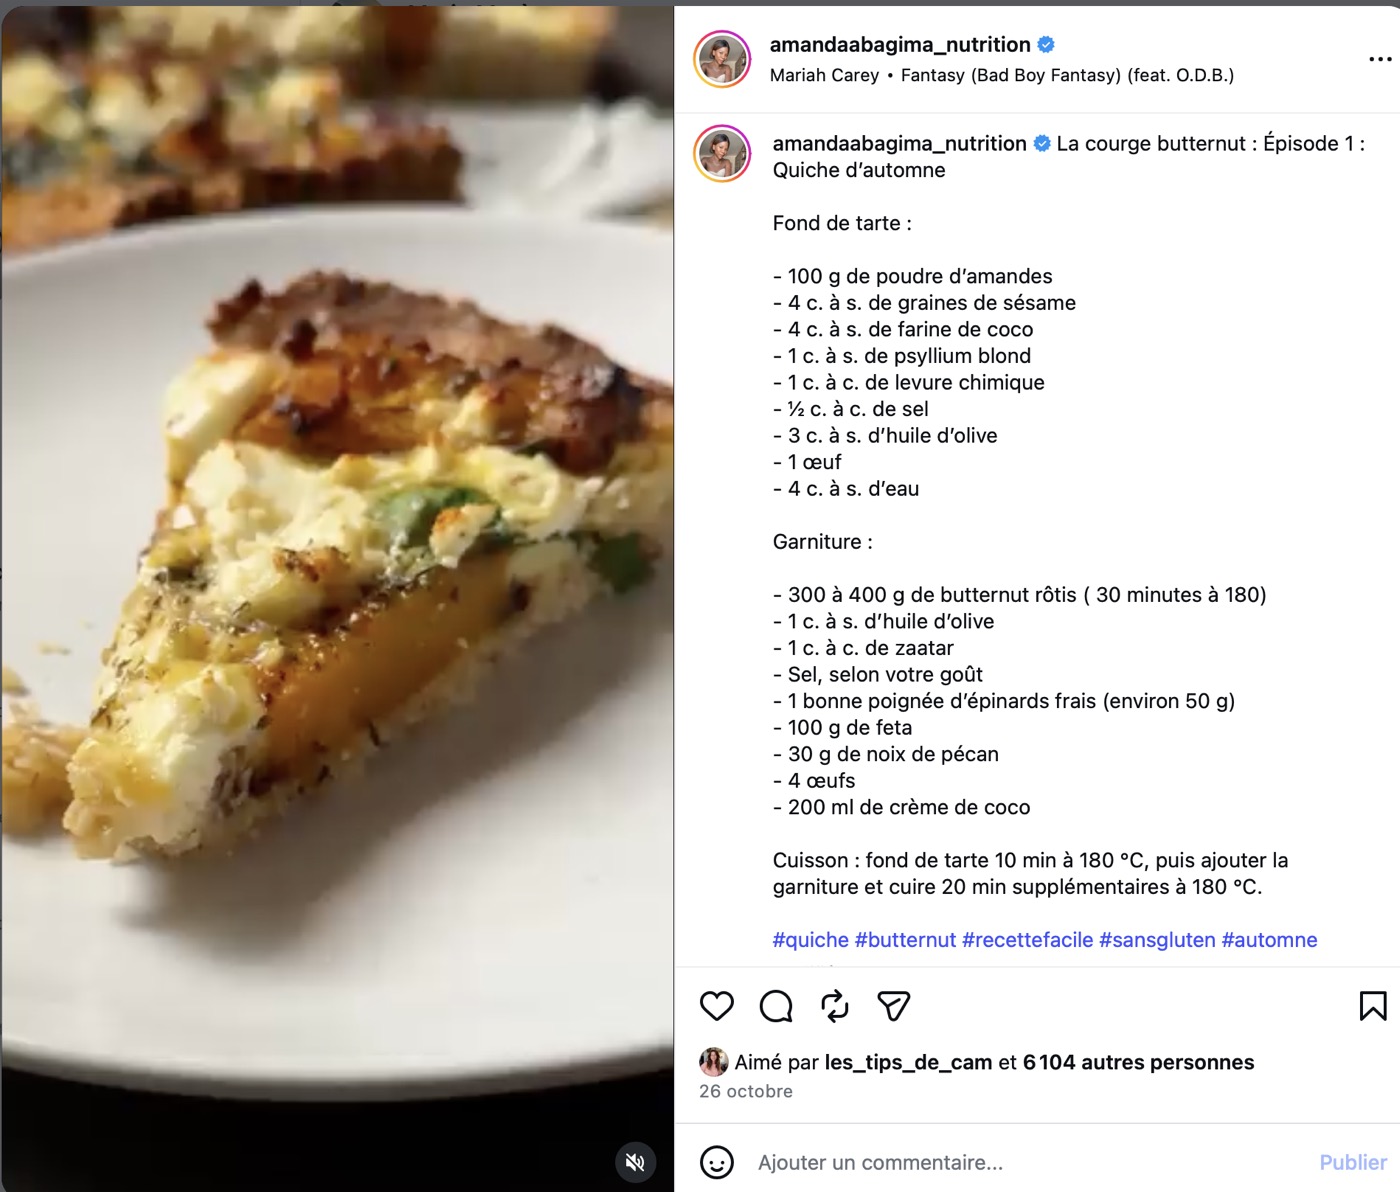 amandaabagima_nutrition
Mariah Carey • Fantasy (Bad Boy Fantasy) (feat. O.D.B.)
amandaabagima_nutrition La courge butternut : Épisode 1 :
Quiche d’automne
Fond de tarte :
- 100 g de poudre d’amandes
- 4 c. à s. de graines de sésame
- 4 c. à s. de farine de coco
- 1 c. à s. de psyllium blond
- 1 c. à c. de levure chimique
- ½ c. à c. de sel
- 3 c. à s. d’huile d’olive
- 1 œuf
- 4 c. à s. d’eau
Garniture :
- 300 à 400 g de butternut rôtis ( 30 minutes à 180)
- 1 c. à s. d’huile d’olive
- 1 c. à c. de zaatar
- Sel, selon votre goût
- 1 bonne poignée d’épinards frais (environ 50 g)
- 100 g de feta
- 30 g de noix de pécan
- 4 œufs
- 200 ml de crème de coco
Cuisson : fond de tarte 10 min à 180 °C, puis ajouter la
garniture et cuire 20 min supplémentaires à 180 °C.
#quiche #butternut #recettefacile #sansgluten #automne
Aimé par les_tips_de_cam et 6 104 autres personnes
26 octobre
Ajouter un commentaire...
Publier